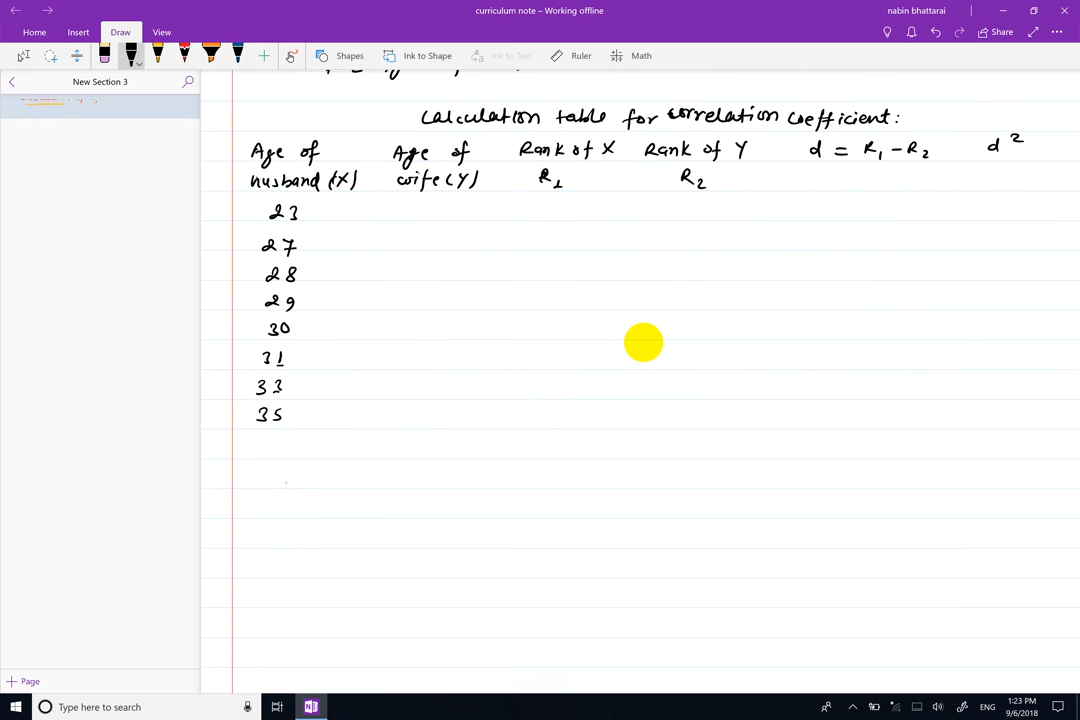 curriculum note – Working offline
nabin bhattarai
Home Insert Draw View
Share
Shapes Ink to Shape Ink to Text Ruler Math
New Section 3
Calculation table for correlation coefficient:
Age of husband (X) Age of wife (Y) Rank of X R1 Rank of Y R2 d = R1 - R2 d²
23
27
28
29
30
31
33
35
+ Page
Type here to search
ENG
1:23 PM
9/6/2018